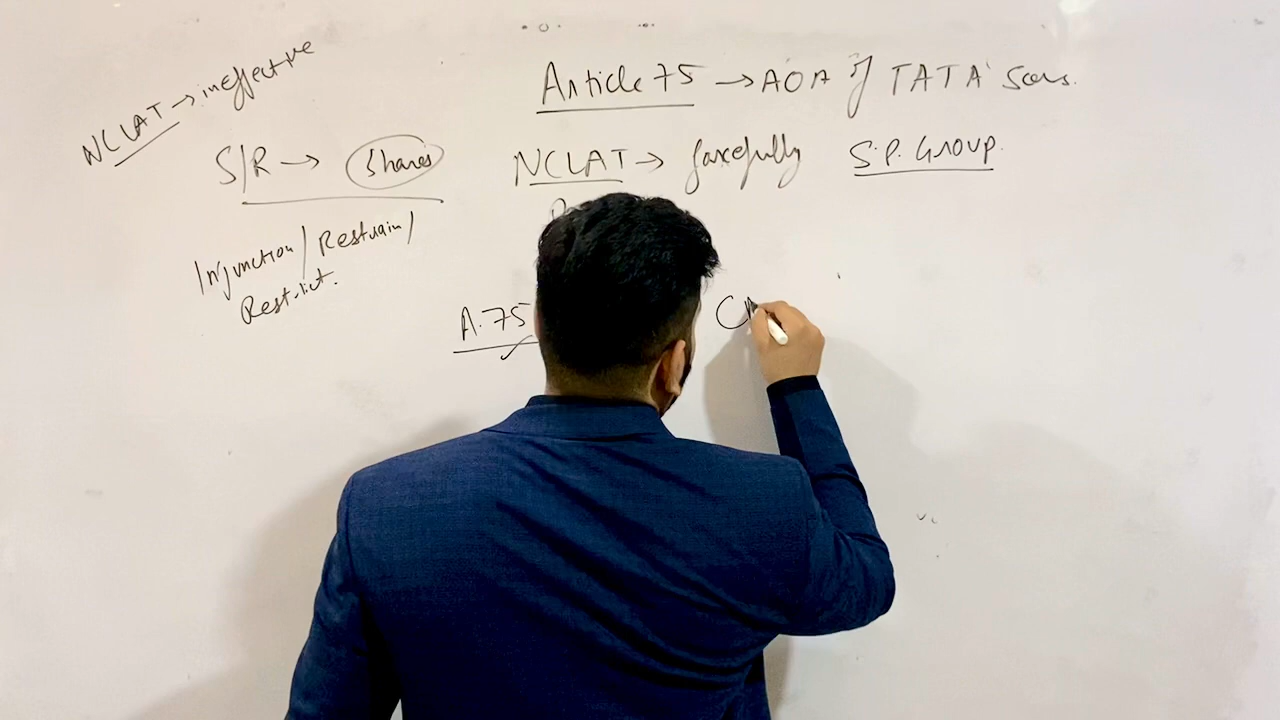 NCLAT → ineffective
Article 75 → AOA of TATA Sons.
S/R → Shares
NCLAT → forcefully S.P. Group.
Injunction / Restrain /
Restrict.
A.75